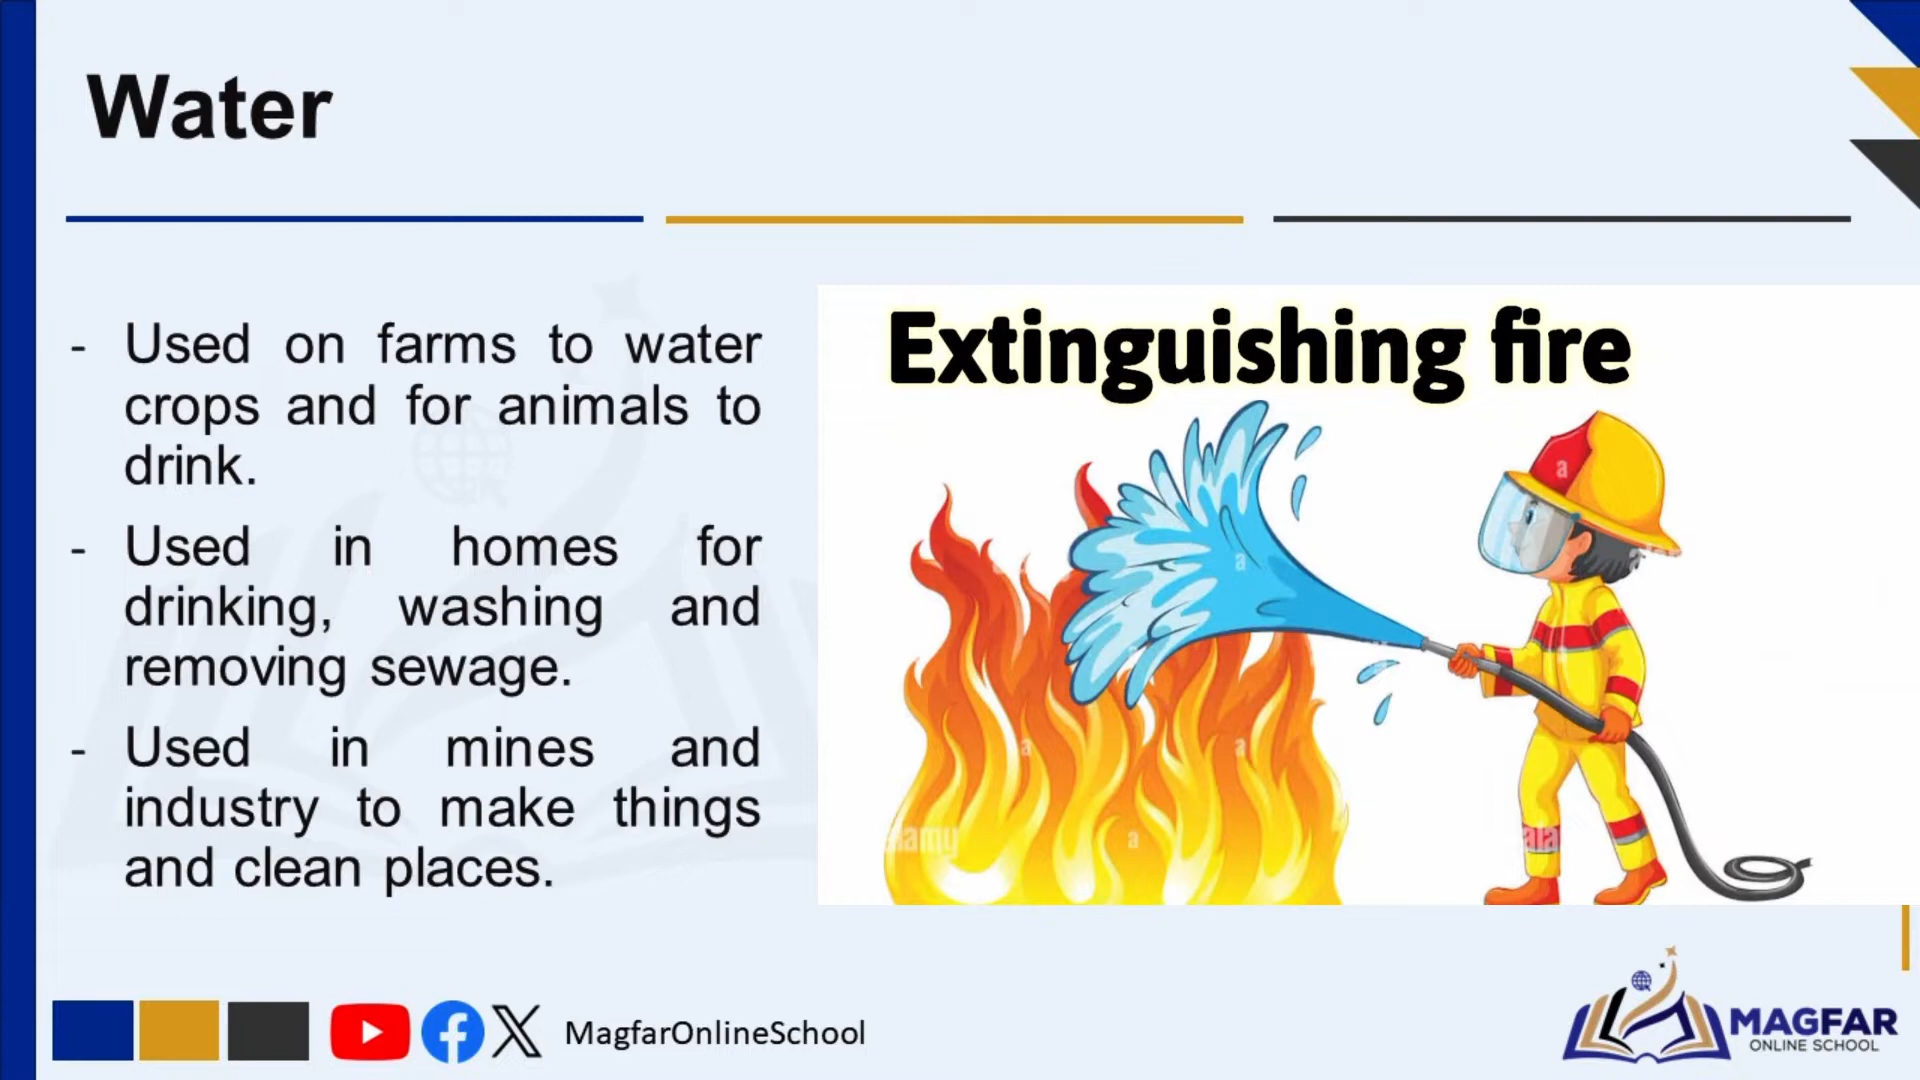 Water
- Used on farms to water
crops and for animals to
drink.
- Used in homes for
drinking, washing and
removing sewage.
- Used in mines and
industry to make things
and clean places.
Extinguishing fire
a
a
a
a
a
alamy
ala
MagfarOnlineSchool
MAGFAR
ONLINE SCHOOL